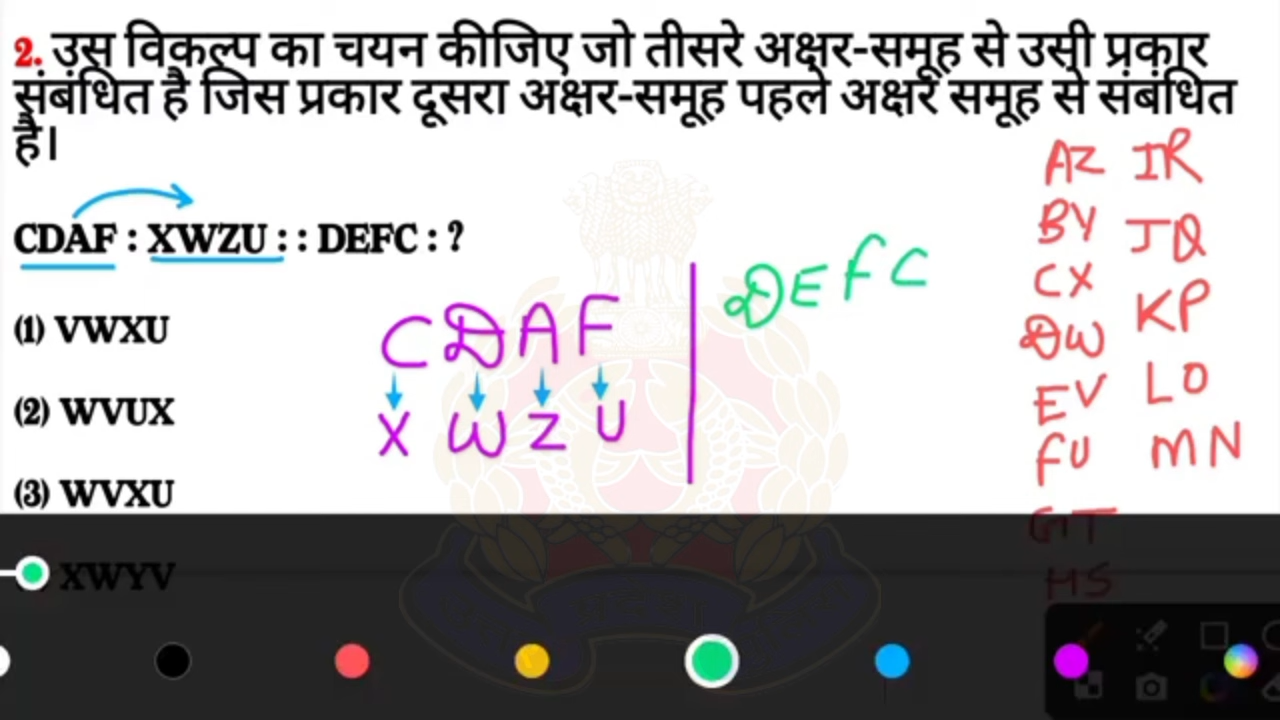 2. उस विकल्प का चयन कीजिए जो तीसरे अक्षर-समूह से उसी प्रकार
संबंधित है जिस प्रकार दूसरा अक्षर-समूह पहले अक्षर समूह से संबंधित
है।
CDAF : XWZU : : DEFC : ?
(1) VWXU
(2) WVUX
(3) WVXU
XWYV
CDAF
XWZU
DEFC
AZ IR
BY JQ
CX KP
DW LO
EV MN
FU
GT
HS